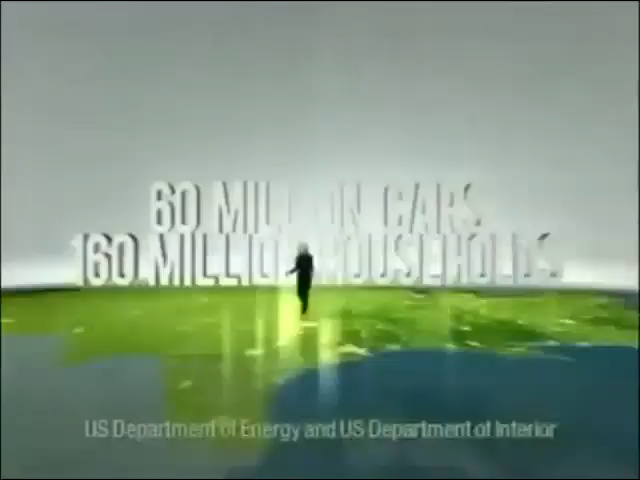 60 MILLION CARS.
160 MILLION HOUSEHOLDS.
US Department of Energy and US Department of Interior